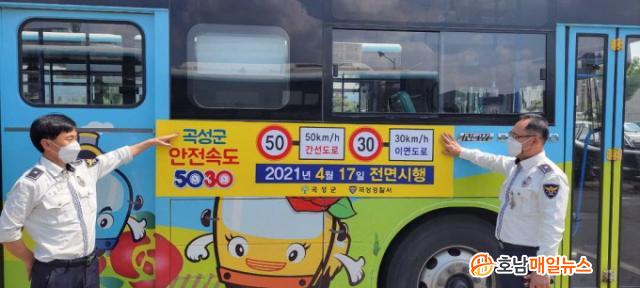 곡성군
안전속도
5030
50
50km/h
간선도로
30
30km/h
이면도로
2021년 4월 17일 전면시행
곡성군 곡성경찰서
NEW
호남매일뉴스